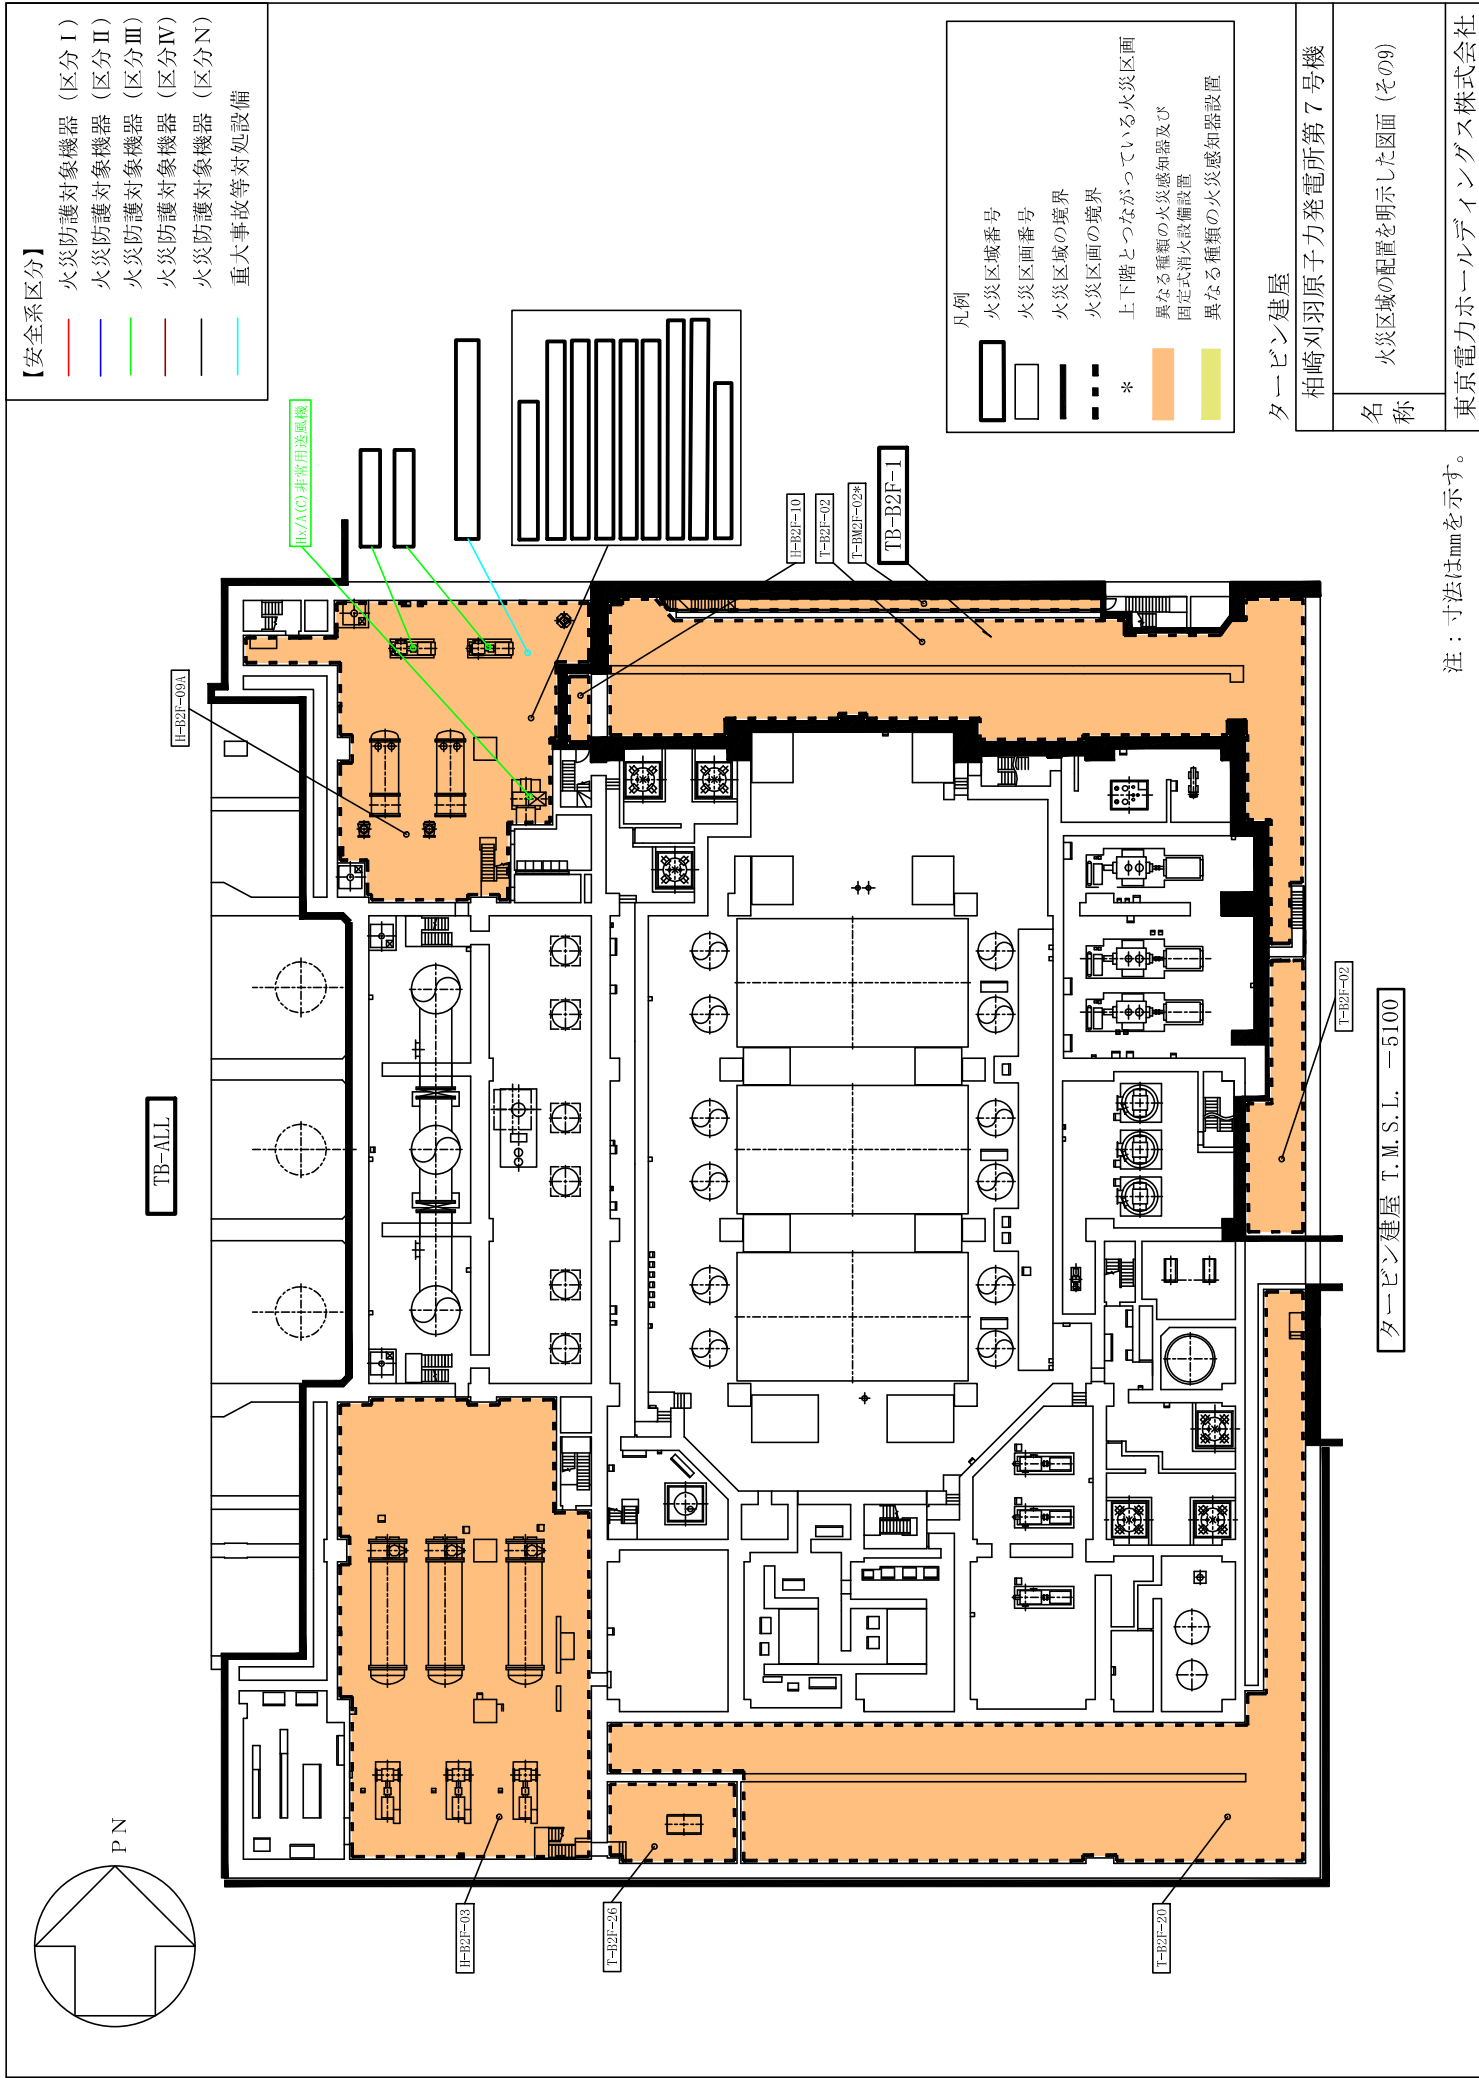 【安全系区分】
火災防護対象機器（区分Ⅰ）
火災防護対象機器（区分Ⅱ）
火災防護対象機器（区分Ⅲ）
火災防護対象機器（区分Ⅳ）
火災防護対象機器（区分Ｎ）
重大事故等対処設備
PN
TB-ALL
H-B2F-09A
Hx/A(C)非常用送風機
H-B2F-10
T-B2F-02
T-BM2F-02*
TB-B2F-1
T-B2F-02
H-B2F-03
T-B2F-26
T-B2F-20
タービン建屋 T.M.S.L. －5100
凡例
火災区域番号
火災区画番号
火災区域の境界
火災区画の境界
* 上下階とつながっている火災区画
異なる種類の火災感知器及び
固定式消火設備設置
異なる種類の火災感知器設置
注：寸法はmmを示す。
タービン建屋
柏崎刈羽原子力発電所第７号機
名称
火災区域の配置を明示した図面（その9）
東京電力ホールディングス株式会社